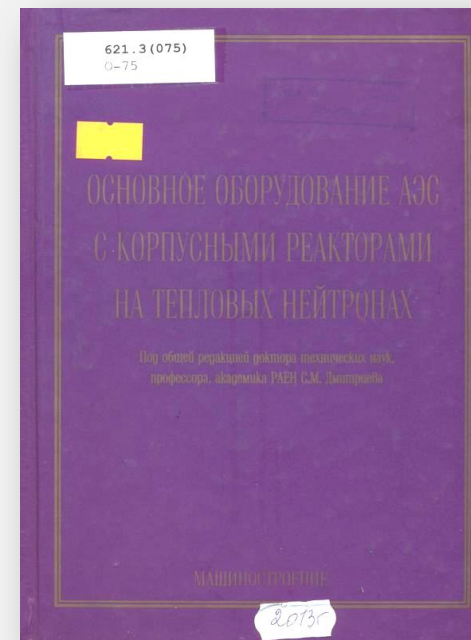 621.3(075)
О-75
ОСНОВНОЕ ОБОРУДОВАНИЕ АЭС
С КОРПУСНЫМИ РЕАКТОРАМИ
НА ТЕПЛОВЫХ НЕЙТРОНАХ
Под общей редакцией доктора технических наук,
профессора, академика РАЕН С.М. Дмитриева
МАШИНОСТРОЕНИЕ
2013г